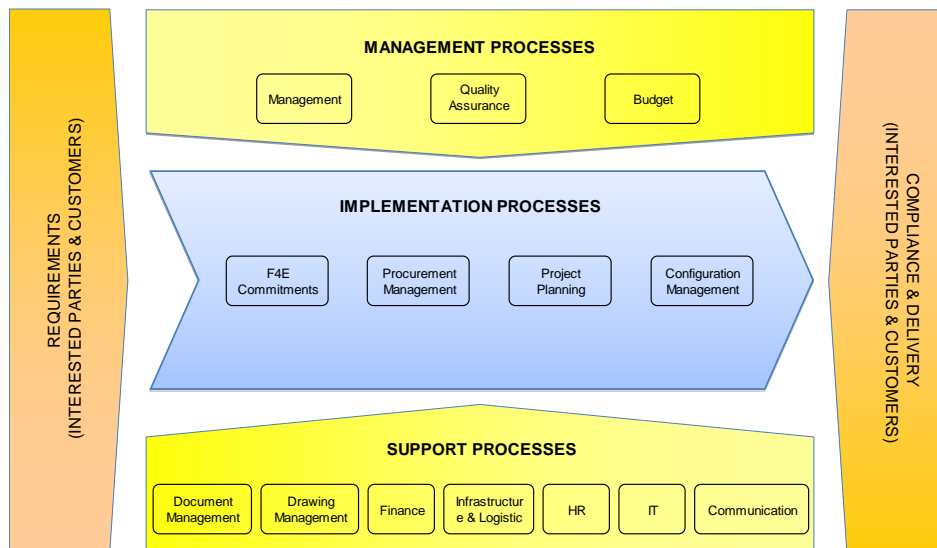 REQUIREMENTS
(INTERESTED PARTIES & CUSTOMERS)
MANAGEMENT PROCESSES
Management
Quality
Assurance
Budget
IMPLEMENTATION PROCESSES
F4E
Commitments
Procurement
Management
Project
Planning
Configuration
Management
SUPPORT PROCESSES
Document
Management
Drawing
Management
Finance
Infrastructur
e & Logistic
HR
IT
Communication
COMPLIANCE & DELIVERY
(INTERESTED PARTIES & CUSTOMERS)